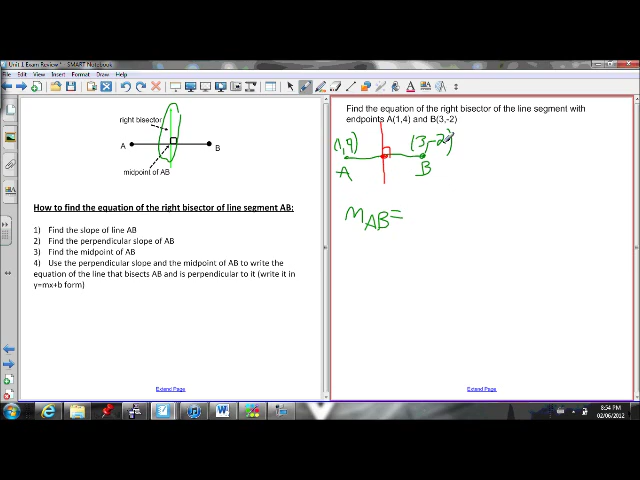 Unit 1 Exam Review * - SMART Notebook
File Edit View Insert Format Draw Help
right bisector
A
B
midpoint of AB
How to find the equation of the right bisector of line segment AB:
1) Find the slope of line AB
2) Find the perpendicular slope of AB
3) Find the midpoint of AB
4) Use the perpendicular slope and the midpoint of AB to write the
equation of the line that bisects AB and is perpendicular to it (write it in
y=mx+b form)
Extend Page
Find the equation of the right bisector of the line segment with
endpoints A(1,4) and B(3,-2)
1,4)
(3,-2)
A
B
MAB=
Extend Page
8:54 PM
02/06/2012